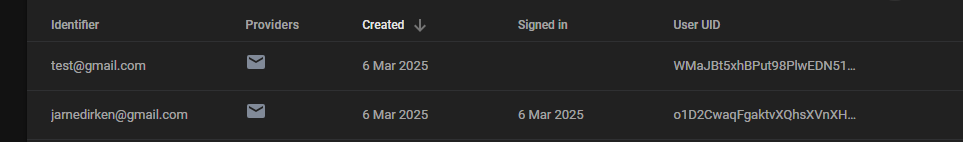 Identifier Providers Created Signed in User UID
test@gmail.com 6 Mar 2025 WMaJBt5xhBPut98PlwEDN51...
jarnedirken@gmail.com 6 Mar 2025 6 Mar 2025 o1D2CwaqFgaktvXQhsXVnXH...